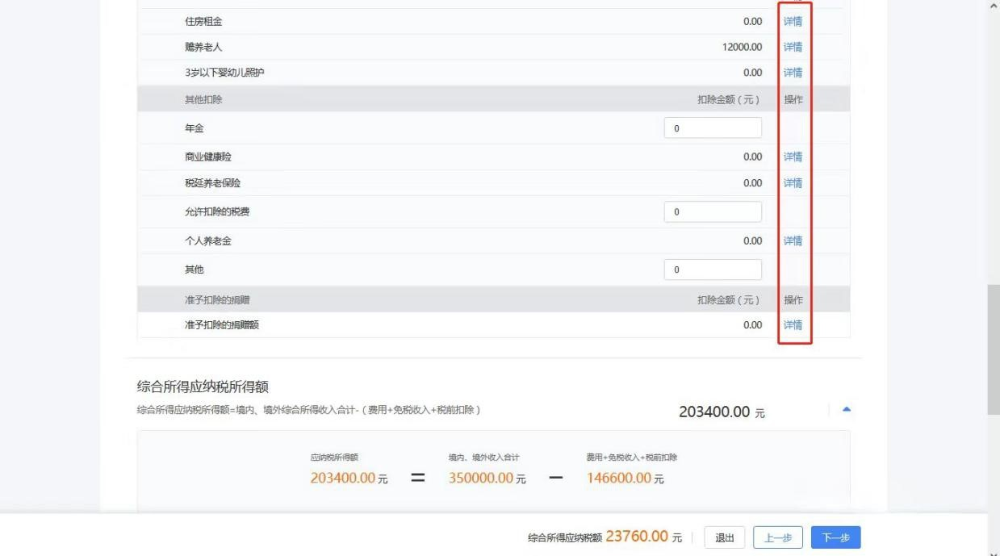 住房租金 0.00 详情
赡养老人 12000.00 详情
3岁以下婴幼儿照护 0.00 详情
其他扣除 扣除金额（元） 操作
年金 0
商业健康险 0.00 详情
税延养老保险 0.00 详情
允许扣除的税费 0
个人养老金 0.00 详情
其他 0
准予扣除的捐赠 扣除金额（元） 操作
准予扣除的捐赠额 0.00 详情
综合所得应纳税所得额
综合所得应纳税所得额=境内、境外综合所得收入合计-（费用+免税收入+税前扣除） 203400.00 元
应纳税所得额 境内、境外收入合计 费用+免税收入+税前扣除
203400.00 元 = 350000.00 元 − 146600.00 元
综合所得应纳税额 23760.00 元 退出 上一步 下一步